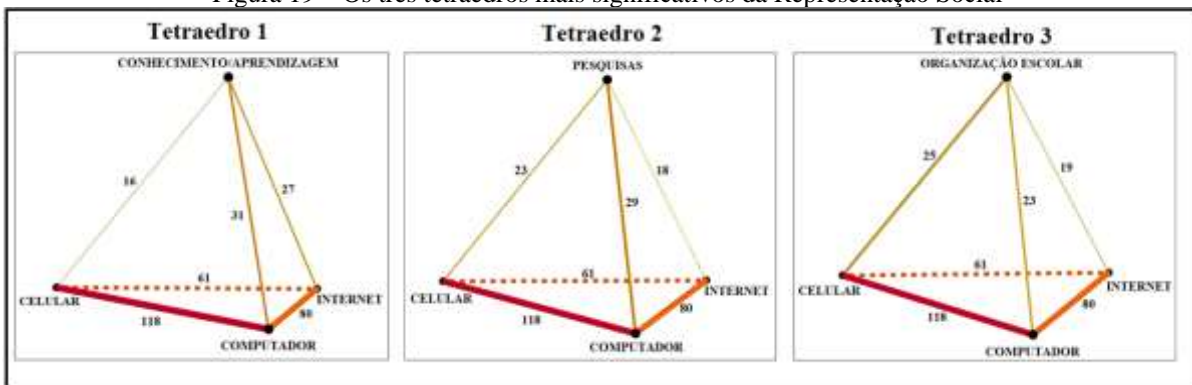 Figura 19 – Os três tetraedros mais significativos da Representação Social
Tetraedro 1
CONHECIMENTO/APRENDIZAGEM
16
27
31
61
CELULAR
INTERNET
118
80
COMPUTADOR
Tetraedro 2
PESQUISAS
23
18
29
61
CELULAR
INTERNET
118
80
COMPUTADOR
Tetraedro 3
ORGANIZAÇÃO ESCOLAR
25
19
23
61
CELULAR
INTERNET
118
80
COMPUTADOR